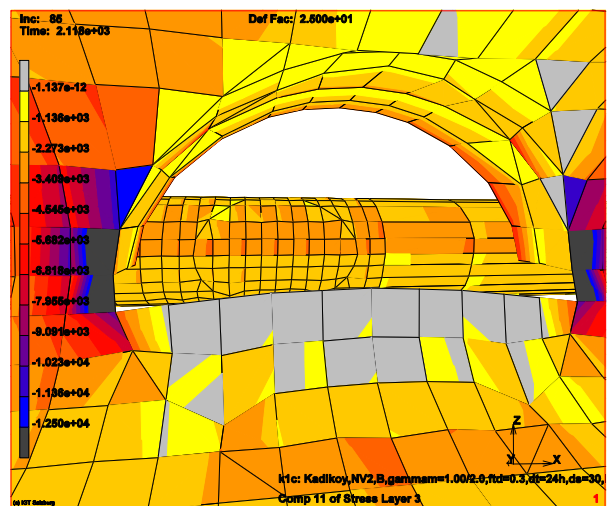 Inc: 85 Def Fac: 2.500e+01
Time: 2.118e+03
-1.137e-12
-1.136e+03
-2.273e+03
-3.409e+03
-4.545e+03
-5.682e+03
-6.818e+03
-7.955e+03
-9.091e+03
-1.023e+04
-1.136e+04
-1.250e+04
Z
Y X
k1c: Kadikoy,NV2,B,gammam=1.00/2.0,ftd=0.3,dt=24h,ds=30,
Comp 11 of Stress Layer 3 1